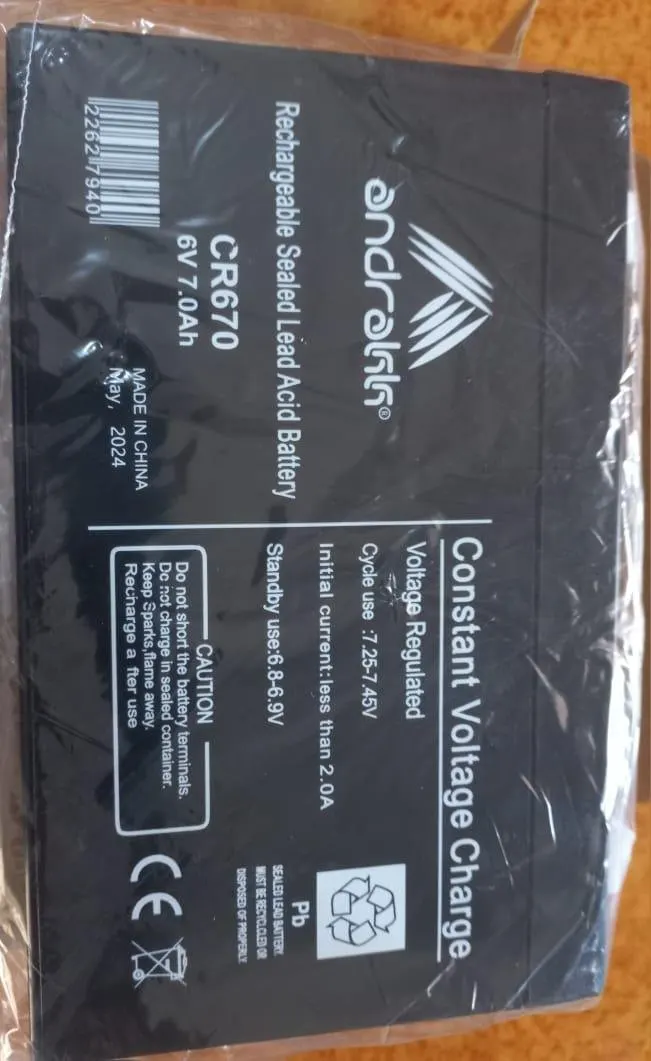 andrakk®
Rechargeable Sealed Lead Acid Battery
CR670
6V 7.0Ah
MADE IN CHINA
May, 2024
22627940
Constant Voltage Charge
Voltage Regulated
Cycle use :7.25-7.45V
Initial current:less than 2.0A
Standby use:6.8-6.9V
CAUTION
Do not short the battery terminals.
Do not charge in sealed container.
Keep Sparks,flame away.
Recharge a fter use
Pb
SEALED LEAD BATTERY.
MUST BE RECYCLED OR
DISPOSED OF PROPERLY.
CE